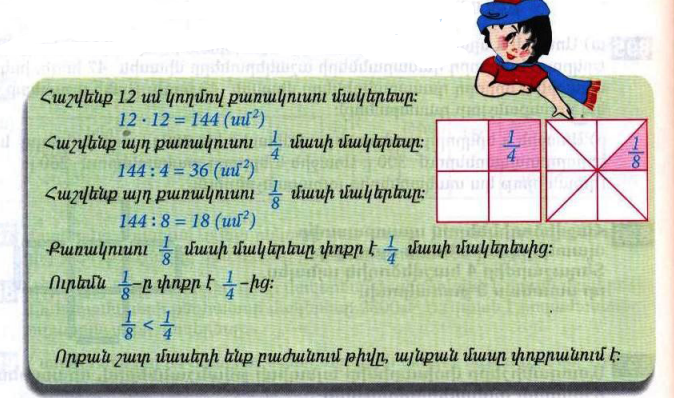 Հաշվենք 12 սմ կողմով քառակուսու մակերեսը:
12 · 12 = 144 (սմ²)
Հաշվենք այդ քառակուսու 1/4 մասի մակերեսը:
144 : 4 = 36 (սմ²)
Հաշվենք այդ քառակուսու 1/8 մասի մակերեսը:
144 : 8 = 18 (սմ²)
1/4
1/8
Քառակուսու 1/8 մասի մակերեսը փոքր է 1/4 մասի մակերեսից:
Ուրեմն 1/8-ը փոքր է 1/4-ից:
1/8 < 1/4
Որքան շատ մասերի ենք բաժանում թիվը, այնքան մասը փոքրանում է: